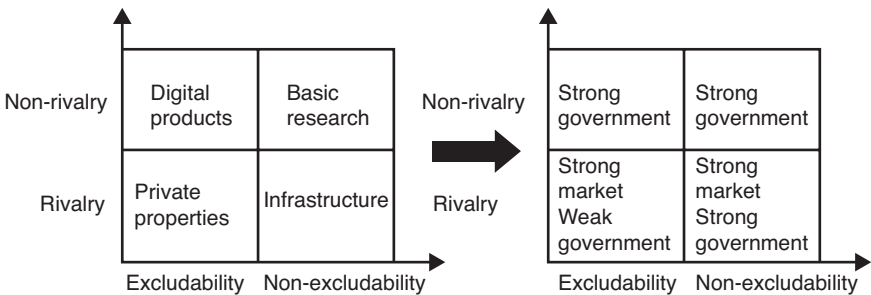 Non-rivalry
Digital
products
Basic
research
Rivalry
Private
properties
Infrastructure
Excludability
Non-excludability
Non-rivalry
Strong
government
Strong
government
Rivalry
Strong
market
Weak
government
Strong
market
Strong
government
Excludability
Non-excludability